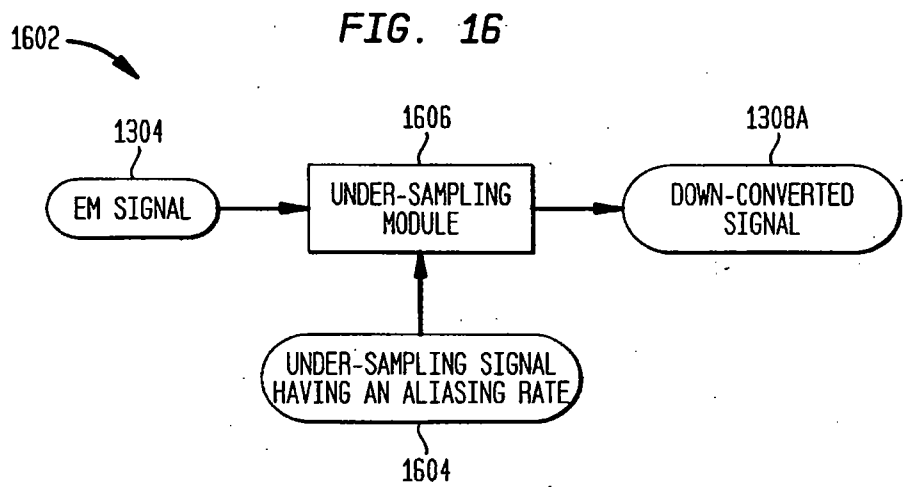 FIG. 16
1602
1304
1606
1308A
EM SIGNAL
UNDER-SAMPLING
MODULE
DOWN-CONVERTED
SIGNAL
UNDER-SAMPLING SIGNAL
HAVING AN ALIASING RATE
1604